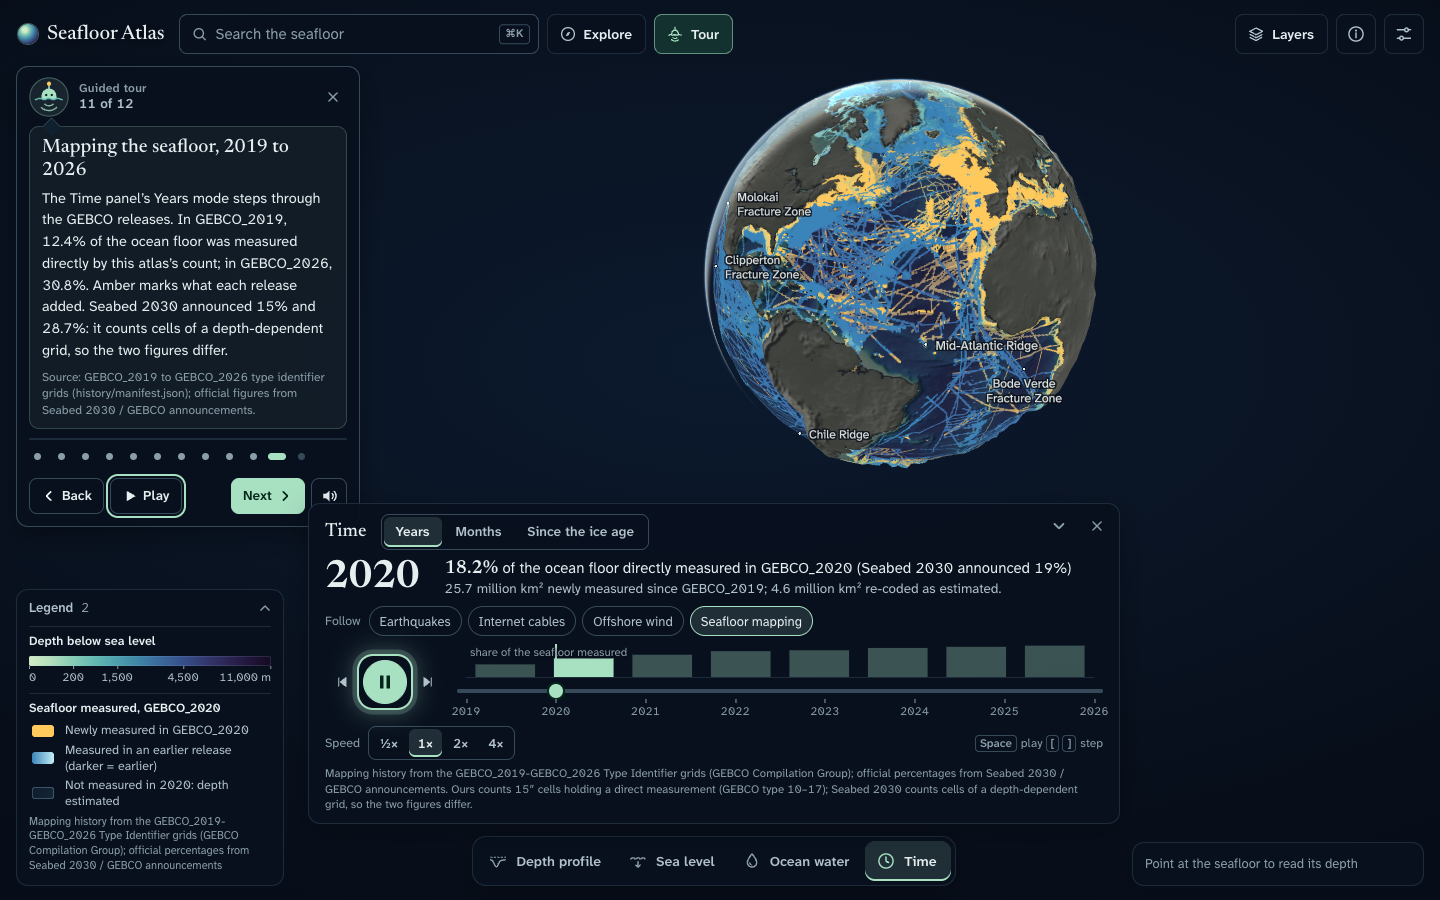 Seafloor Atlas
Search the seafloor
⌘K
Explore
Tour
Layers
Guided tour
11 of 12
Mapping the seafloor, 2019 to
2026
The Time panel's Years mode steps through
the GEBCO releases. In GEBCO_2019,
12.4% of the ocean floor was measured
directly by this atlas's count; in GEBCO_2026,
30.8%. Amber marks what each release
added. Seabed 2030 announced 15% and
28.7%: it counts cells of a depth-dependent
grid, so the two figures differ.
Source: GEBCO_2019 to GEBCO_2026 type identifier
grids (history/manifest.json); official figures from
Seabed 2030 / GEBCO announcements.
Back
Play
Next
Molokai
Fracture Zone
Clipperton
Fracture Zone
Mid-Atlantic Ridge
Bode Verde
Fracture Zone
Chile Ridge
Time
Years
Months
Since the ice age
2020
18.2% of the ocean floor directly measured in GEBCO_2020 (Seabed 2030 announced 19%)
25.7 million km² newly measured since GEBCO_2019; 4.6 million km² re-coded as estimated.
Follow
Earthquakes
Internet cables
Offshore wind
Seafloor mapping
share of the seafloor measured
2019
2020
2021
2022
2023
2024
2025
2026
Speed
½×
1×
2×
4×
Space play [ ] step
Mapping history from the GEBCO_2019-GEBCO_2026 Type Identifier grids (GEBCO Compilation Group); official percentages from Seabed 2030 /
GEBCO announcements. Ours counts 15″ cells holding a direct measurement (GEBCO type 10–17); Seabed 2030 counts cells of a depth-dependent
grid, so the two figures differ.
Legend 2
Depth below sea level
0
200
1,500
4,500
11,000 m
Seafloor measured, GEBCO_2020
Newly measured in GEBCO_2020
Measured in an earlier release
(darker = earlier)
Not measured in 2020: depth
estimated
Mapping history from the GEBCO_2019-
GEBCO_2026 Type Identifier grids (GEBCO
Compilation Group); official percentages from
Seabed 2030 / GEBCO announcements
Depth profile
Sea level
Ocean water
Time
Point at the seafloor to read its depth